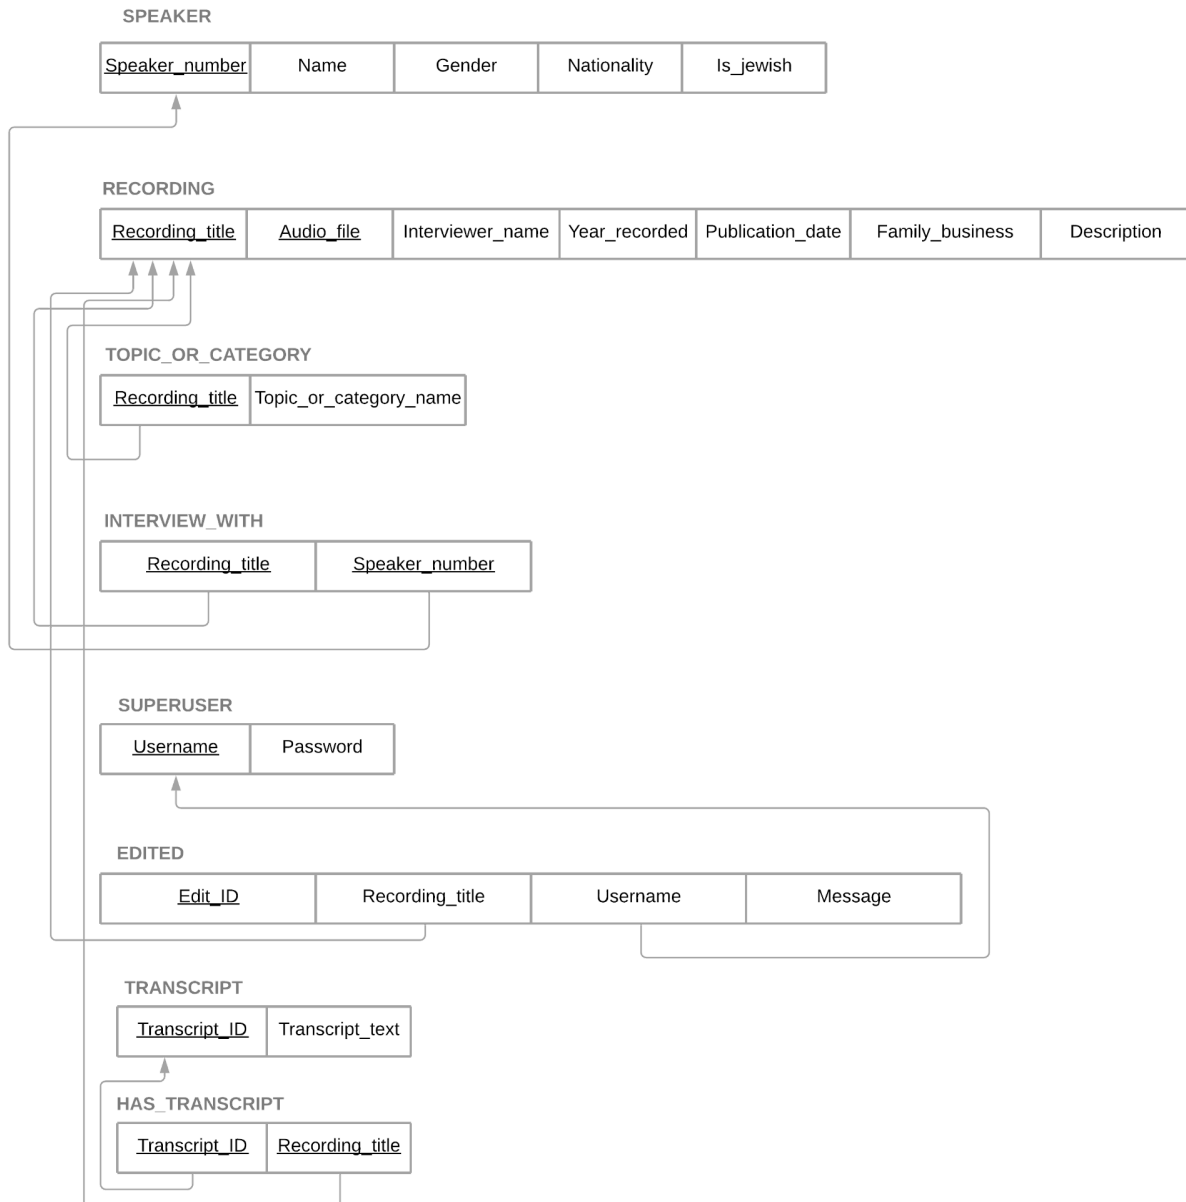 SPEAKER
Speaker_number Name Gender Nationality Is_jewish
RECORDING
Recording_title Audio_file Interviewer_name Year_recorded Publication_date Family_business Description
TOPIC_OR_CATEGORY
Recording_title Topic_or_category_name
INTERVIEW_WITH
Recording_title Speaker_number
SUPERUSER
Username Password
EDITED
Edit_ID Recording_title Username Message
TRANSCRIPT
Transcript_ID Transcript_text
HAS_TRANSCRIPT
Transcript_ID Recording_title